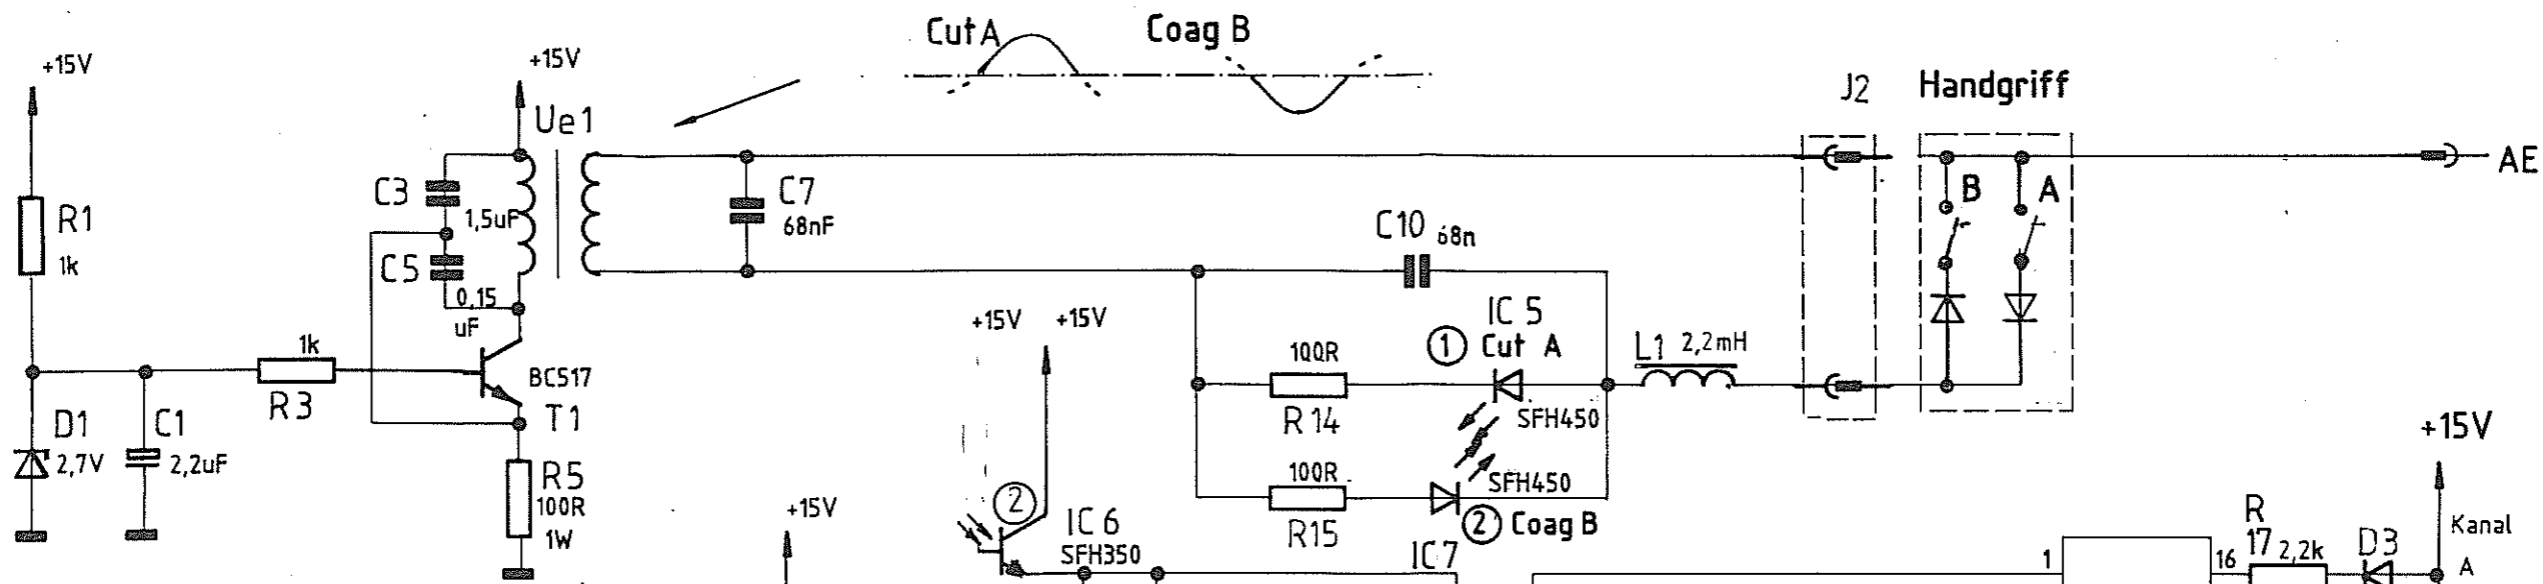 Cut A
Coag B
+15V
+15V
Ue1
J2
Handgriff
AE
B
A
C3
1,5uF
C7
68nF
R1
1k
C10
68n
C5
0,15
uF
+15V
+15V
IC 5
① Cut A
L1 2,2mH
1k
R3
BC517
T1
100R
R14
SFH450
D1
2,7V
C1
2,2uF
+15V
R5
100R
1W
100R
SFH450
R15
② Coag B
②
+15V
IC 6
SFH350
IC7
1
16
R
17
2,2k
D3
Kanal
A